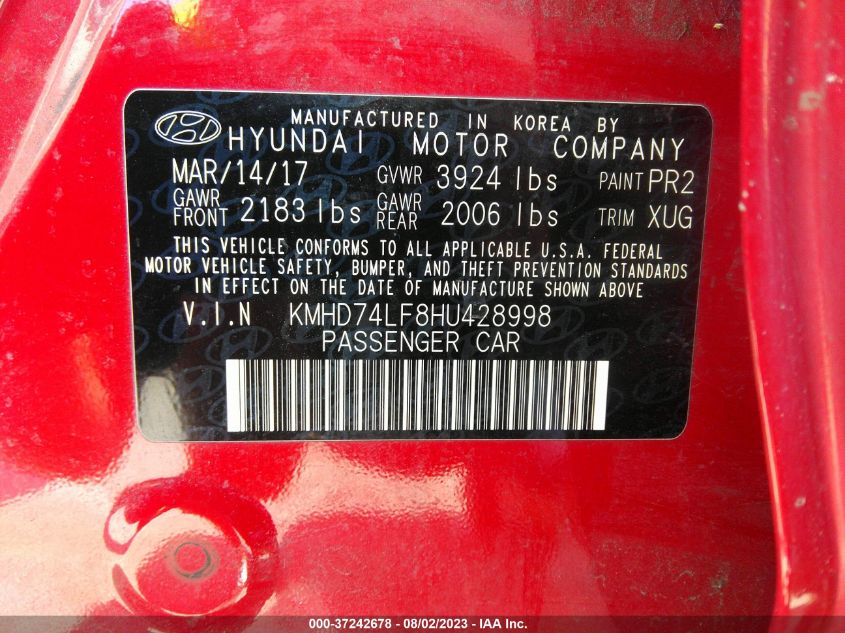 MANUFACTURED IN KOREA BY
HYUNDAI MOTOR COMPANY
MAR/14/17 GVWR 3924 lbs PAINT PR2
GAWR FRONT 2183 lbs GAWR REAR 2006 lbs TRIM XUG
THIS VEHICLE CONFORMS TO ALL APPLICABLE U.S.A. FEDERAL
MOTOR VEHICLE SAFETY, BUMPER, AND THEFT PREVENTION STANDARDS
IN EFFECT ON THE DATE OF MANUFACTURE SHOWN ABOVE
V.I.N KMHD74LF8HU428998
PASSENGER CAR
000-37242678 - 08/02/2023 - IAA Inc.